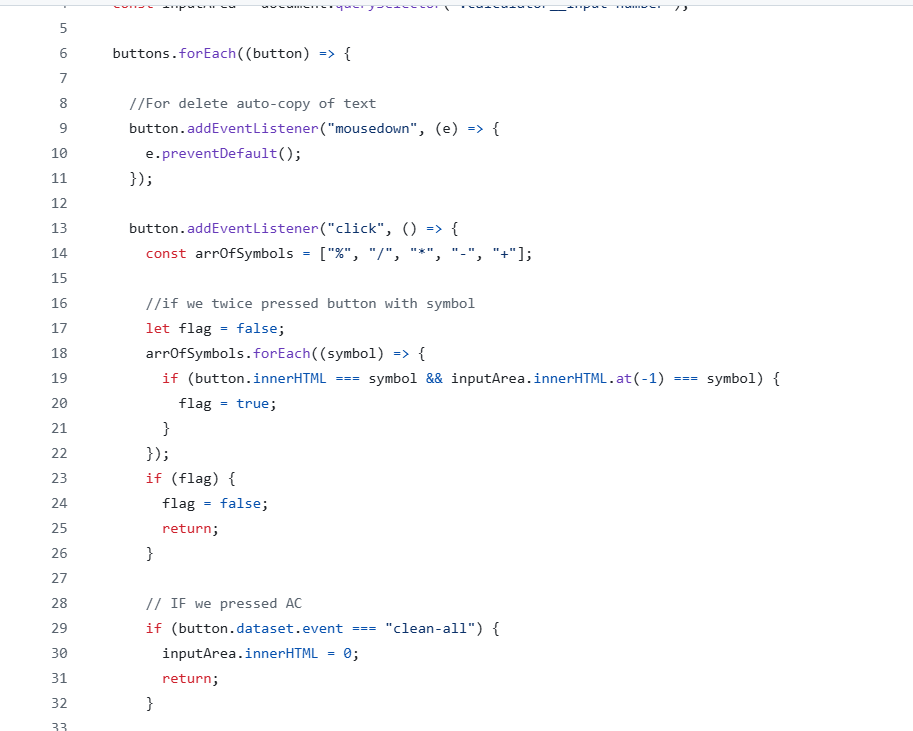 5
6 buttons.forEach((button) => {
7
8 //For delete auto-copy of text
9 button.addEventListener("mousedown", (e) => {
10 e.preventDefault();
11 });
12
13 button.addEventListener("click", () => {
14 const arrOfSymbols = ["%", "/", "*", "-", "+"];
15
16 //if we twice pressed button with symbol
17 let flag = false;
18 arrOfSymbols.forEach((symbol) => {
19 if (button.innerHTML === symbol && inputArea.innerHTML.at(-1) === symbol) {
20 flag = true;
21 }
22 });
23 if (flag) {
24 flag = false;
25 return;
26 }
27
28 // IF we pressed AC
29 if (button.dataset.event === "clean-all") {
30 inputArea.innerHTML = 0;
31 return;
32 }
33